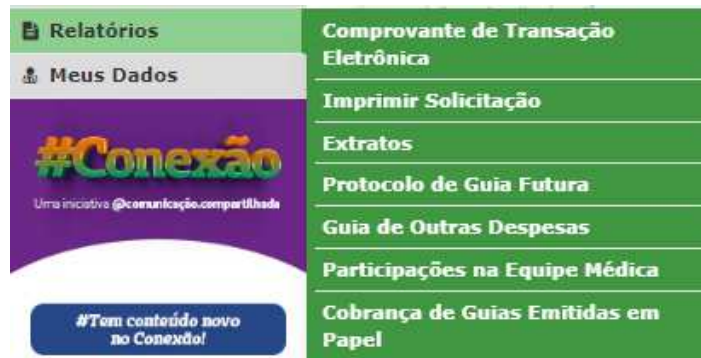 Relatórios
Meus Dados
#Conexão
Uma iniciativa @comunicação.compartilhada
#Tem conteúdo novo
no Conexão!
Comprovante de Transação
Eletrônica
Imprimir Solicitação
Extratos
Protocolo de Guia Futura
Guia de Outras Despesas
Participações na Equipe Médica
Cobrança de Guias Emitidas em
Papel